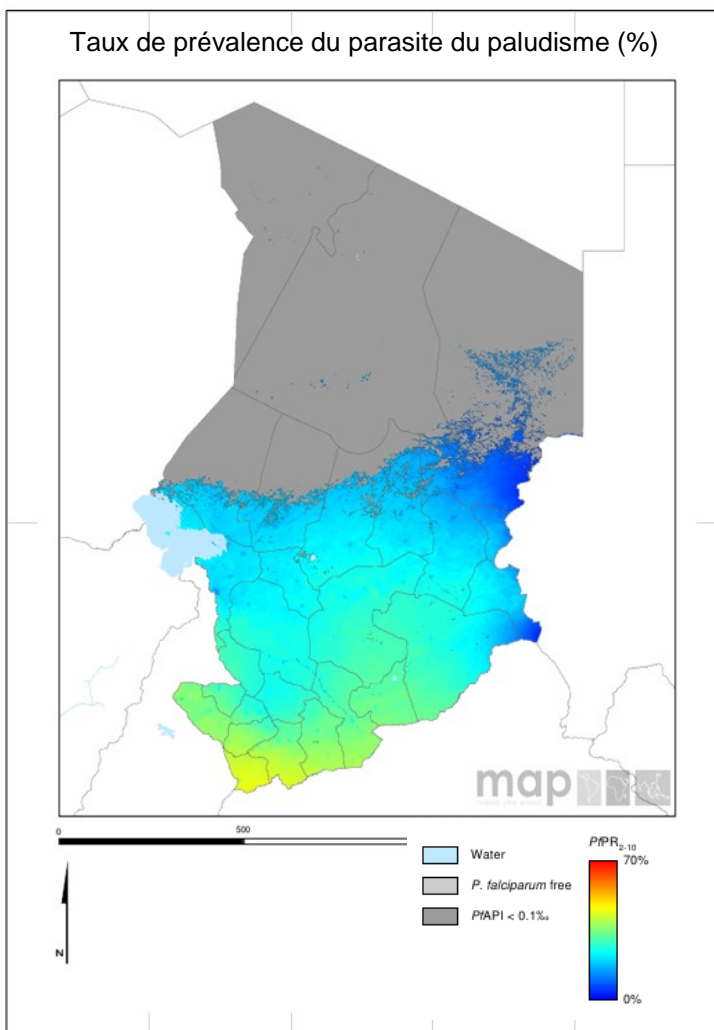 Taux de prévalence du parasite du paludisme (%)
map
0 500
Water
P. falciparum free
PfAPI < 0.1‰
PfPR2-10
70%
0%
N